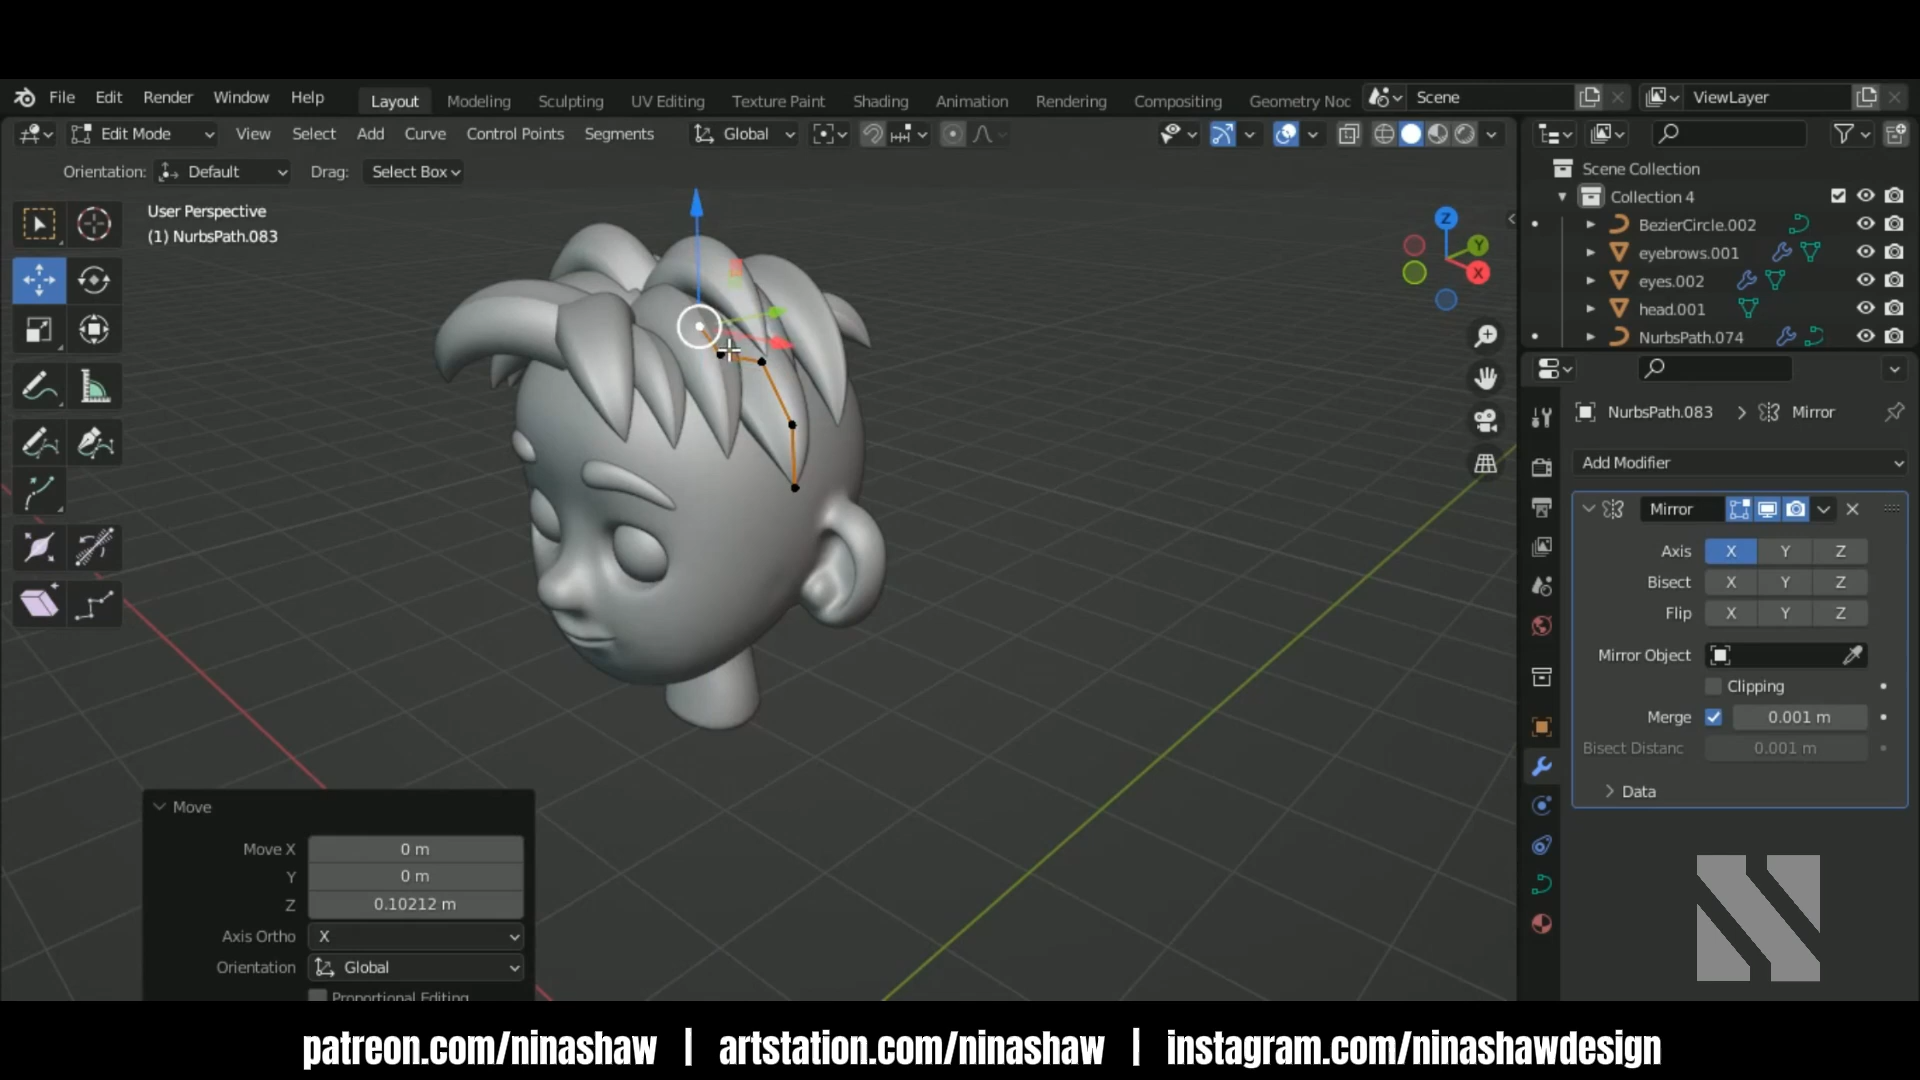 File Edit Render Window Help Layout Modeling Sculpting UV Editing Texture Paint Shading Animation Rendering Compositing Geometry Noc Scene ViewLayer
Edit Mode View Select Add Curve Control Points Segments Global
Orientation: Default Drag: Select Box
User Perspective
(1) NurbsPath.083
Z
Y
X
Scene Collection
Collection 4
BezierCircle.002
eyebrows.001
eyes.002
head.001
NurbsPath.074
NurbsPath.083 Mirror
Add Modifier
Mirror
Axis X Y Z
Bisect X Y Z
Flip X Y Z
Mirror Object
Clipping
Merge 0.001 m
Bisect Distanc 0.001 m
Data
Move
Move X 0 m
Y 0 m
Z 0.10212 m
Axis Ortho X
Orientation Global
Proportional Editing
patreon.com/ninashaw | artstation.com/ninashaw | instagram.com/ninashawdesign